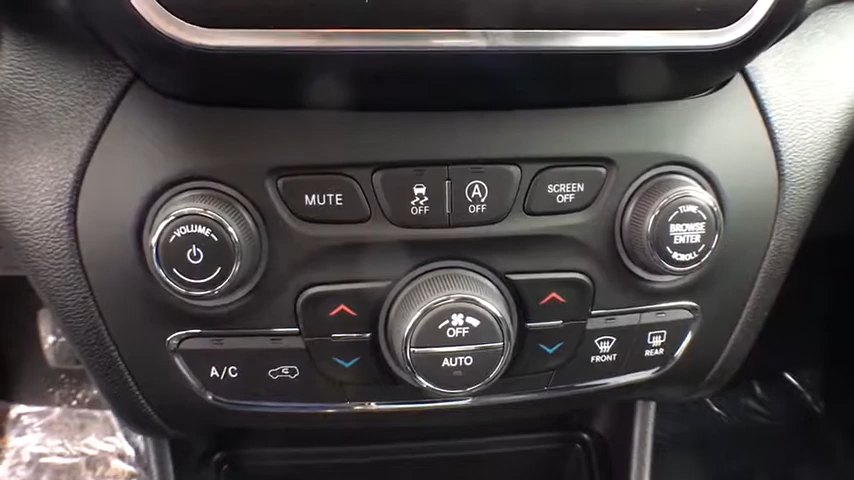 MUTE
OFF
A
OFF
SCREEN
OFF
VOLUME
TUNE
BROWSE
ENTER
SCROLL
OFF
AUTO
A/C
FRONT
REAR